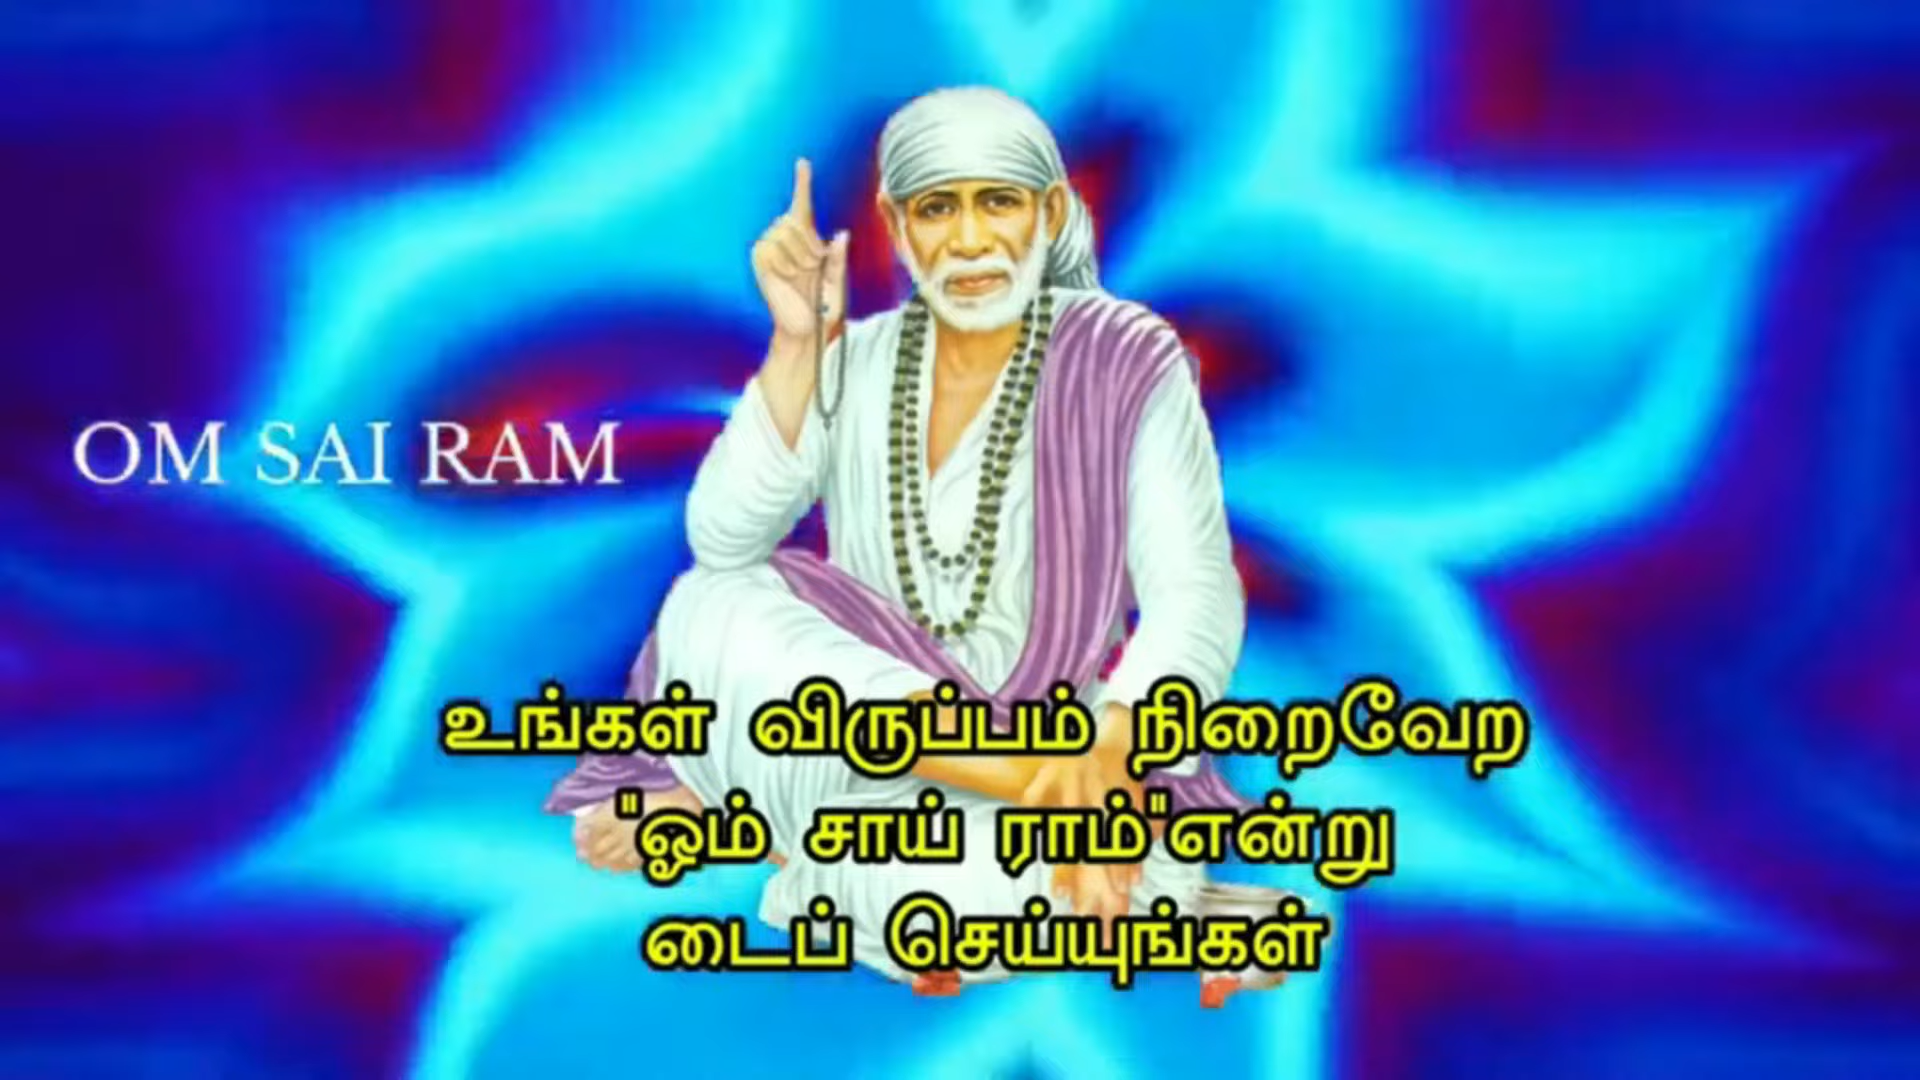 OM SAI RAM
உங்கள் விருப்பம் நிறைவேற
"ஓம் சாய் ராம்"என்று
டைப் செய்யுங்கள்